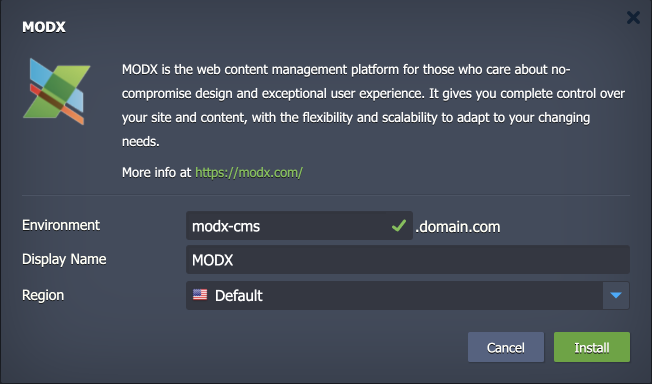 MODX
MODX is the web content management platform for those who care about no-
compromise design and exceptional user experience. It gives you complete control over
your site and content, with the flexibility and scalability to adapt to your changing
needs.
More info at https://modx.com/
Environment modx-cms .domain.com
Display Name MODX
Region Default
Cancel Install